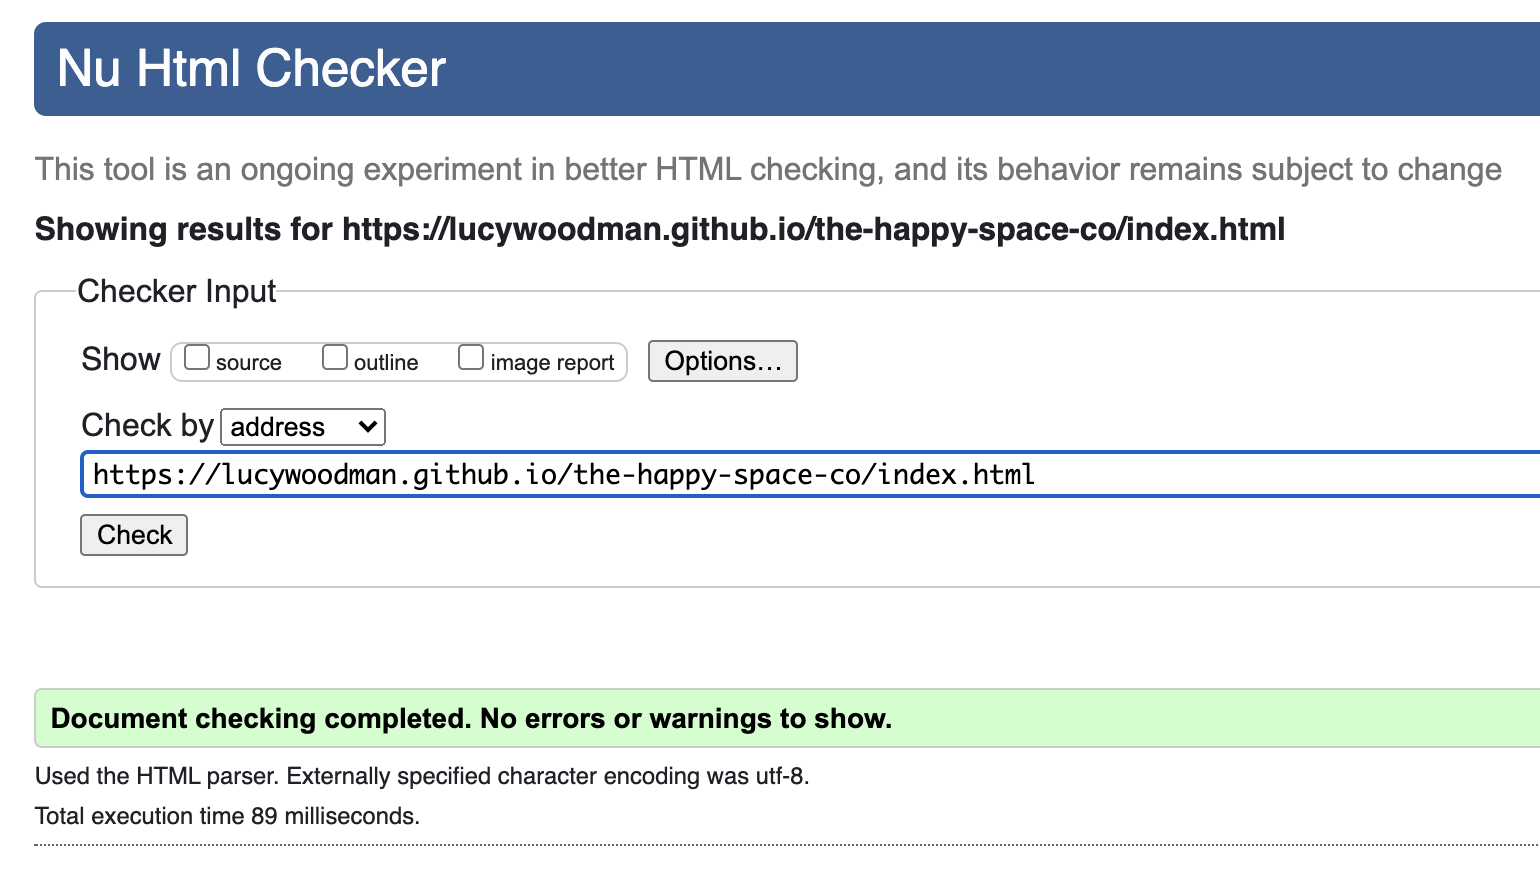 Nu Html Checker
This tool is an ongoing experiment in better HTML checking, and its behavior remains subject to change
Showing results for https://lucywoodman.github.io/the-happy-space-co/index.html
Checker Input
Show source outline image report Options...
Check by address
https://lucywoodman.github.io/the-happy-space-co/index.html
Check
Document checking completed. No errors or warnings to show.
Used the HTML parser. Externally specified character encoding was utf-8.
Total execution time 89 milliseconds.